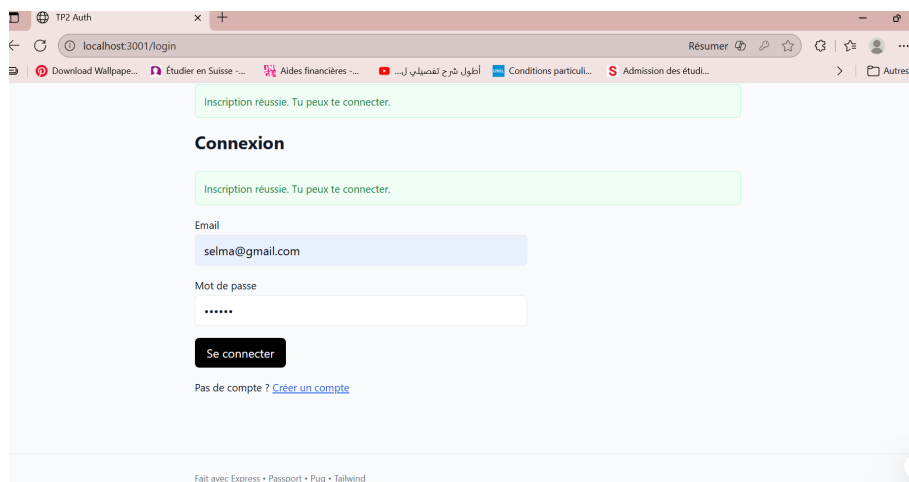 TP2 Auth
localhost:3001/login
Résumer
Download Wallpape... Étudier en Suisse -... Aides financières -... أطول شرح تفصيلي ل... Conditions particuli... Admission des étudi... Autres
Inscription réussie. Tu peux te connecter.
Connexion
Inscription réussie. Tu peux te connecter.
Email
selma@gmail.com
Mot de passe
••••••
Se connecter
Pas de compte ? Créer un compte
Fait avec Express • Passport • Pug • Tailwind